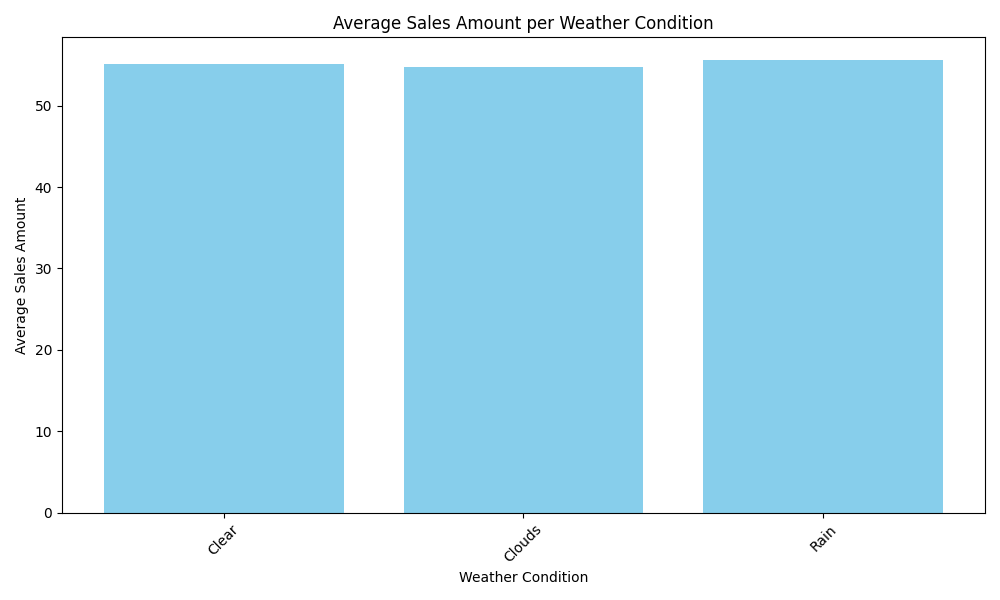 Average Sales Amount per Weather Condition
Average Sales Amount
50
40
30
20
10
0
Clear
Clouds
Rain
Weather Condition